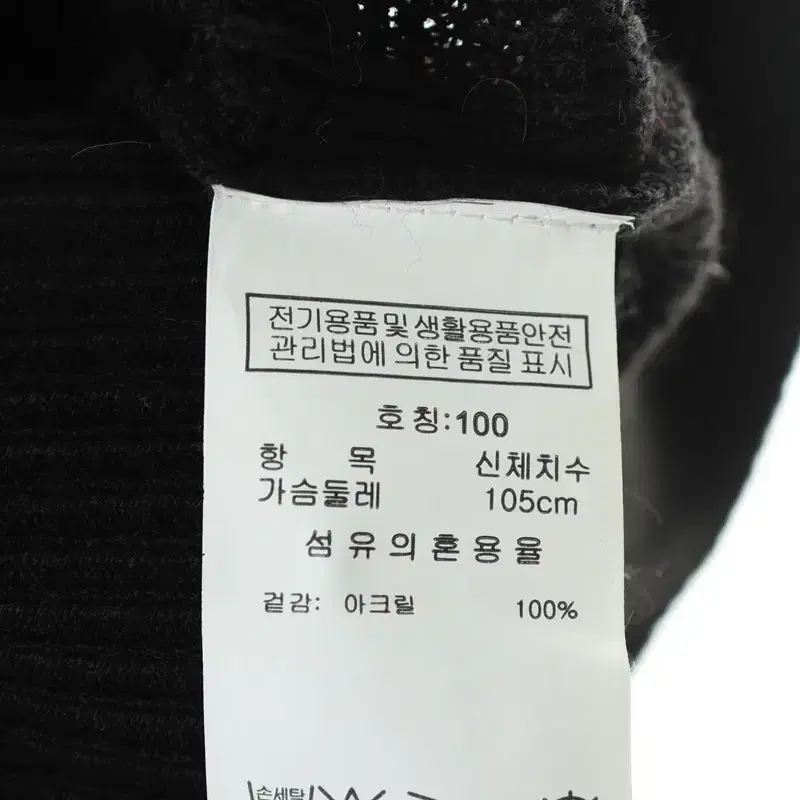 전기용품및생활용품안전
관리법에 의한 품질 표시
호칭:100
항 목 신체치수
가슴둘레 105cm
섬유의혼용율
겉감: 아크릴 100%
손세탁